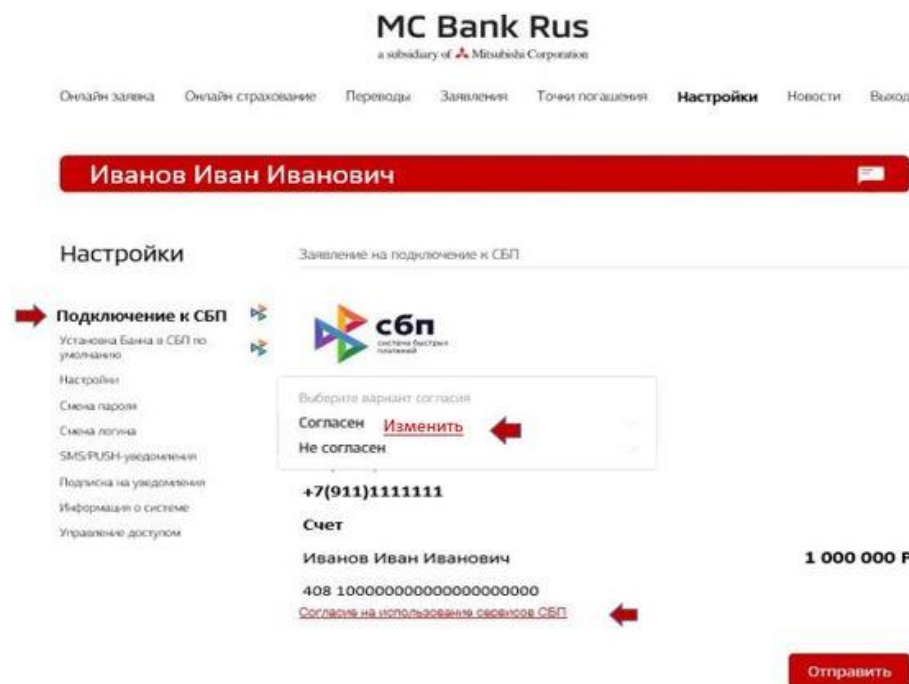 MC Bank Rus
a subsidiary of Mitsubishi Corporation
Онлайн заявка Онлайн страхование Переводы Заявления Точки погашения Настройки Новости Выход
Иванов Иван Иванович
Настройки
Заявление на подключение к СБП
Подключение к СБП
Установка Банка в СБП по
умолчанию
Настройки
Смена пароля
Смена логина
SMS/PUSH-уведомления
Подписка на уведомления
Информация о системе
Управление доступом
сбп
система быстрых
платежей
Выберите вариант согласия
Согласен Изменить
Не согласен
+7(911)1111111
Счет
Иванов Иван Иванович 1 000 000 ₽
408 100000000000000000000
Согласие на использование сервисов СБП
Отправить